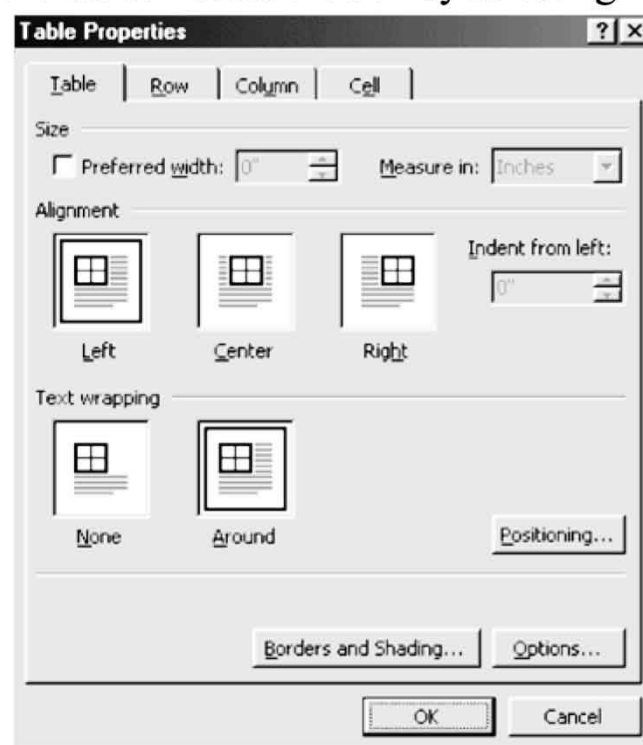 Table Properties ? ×
Table Row Column Cell
Size
Preferred width: 0" Measure in: Inches
Alignment
Indent from left:
0"
Left Center Right
Text wrapping
None Around
Positioning...
Borders and Shading... Options...
OK Cancel